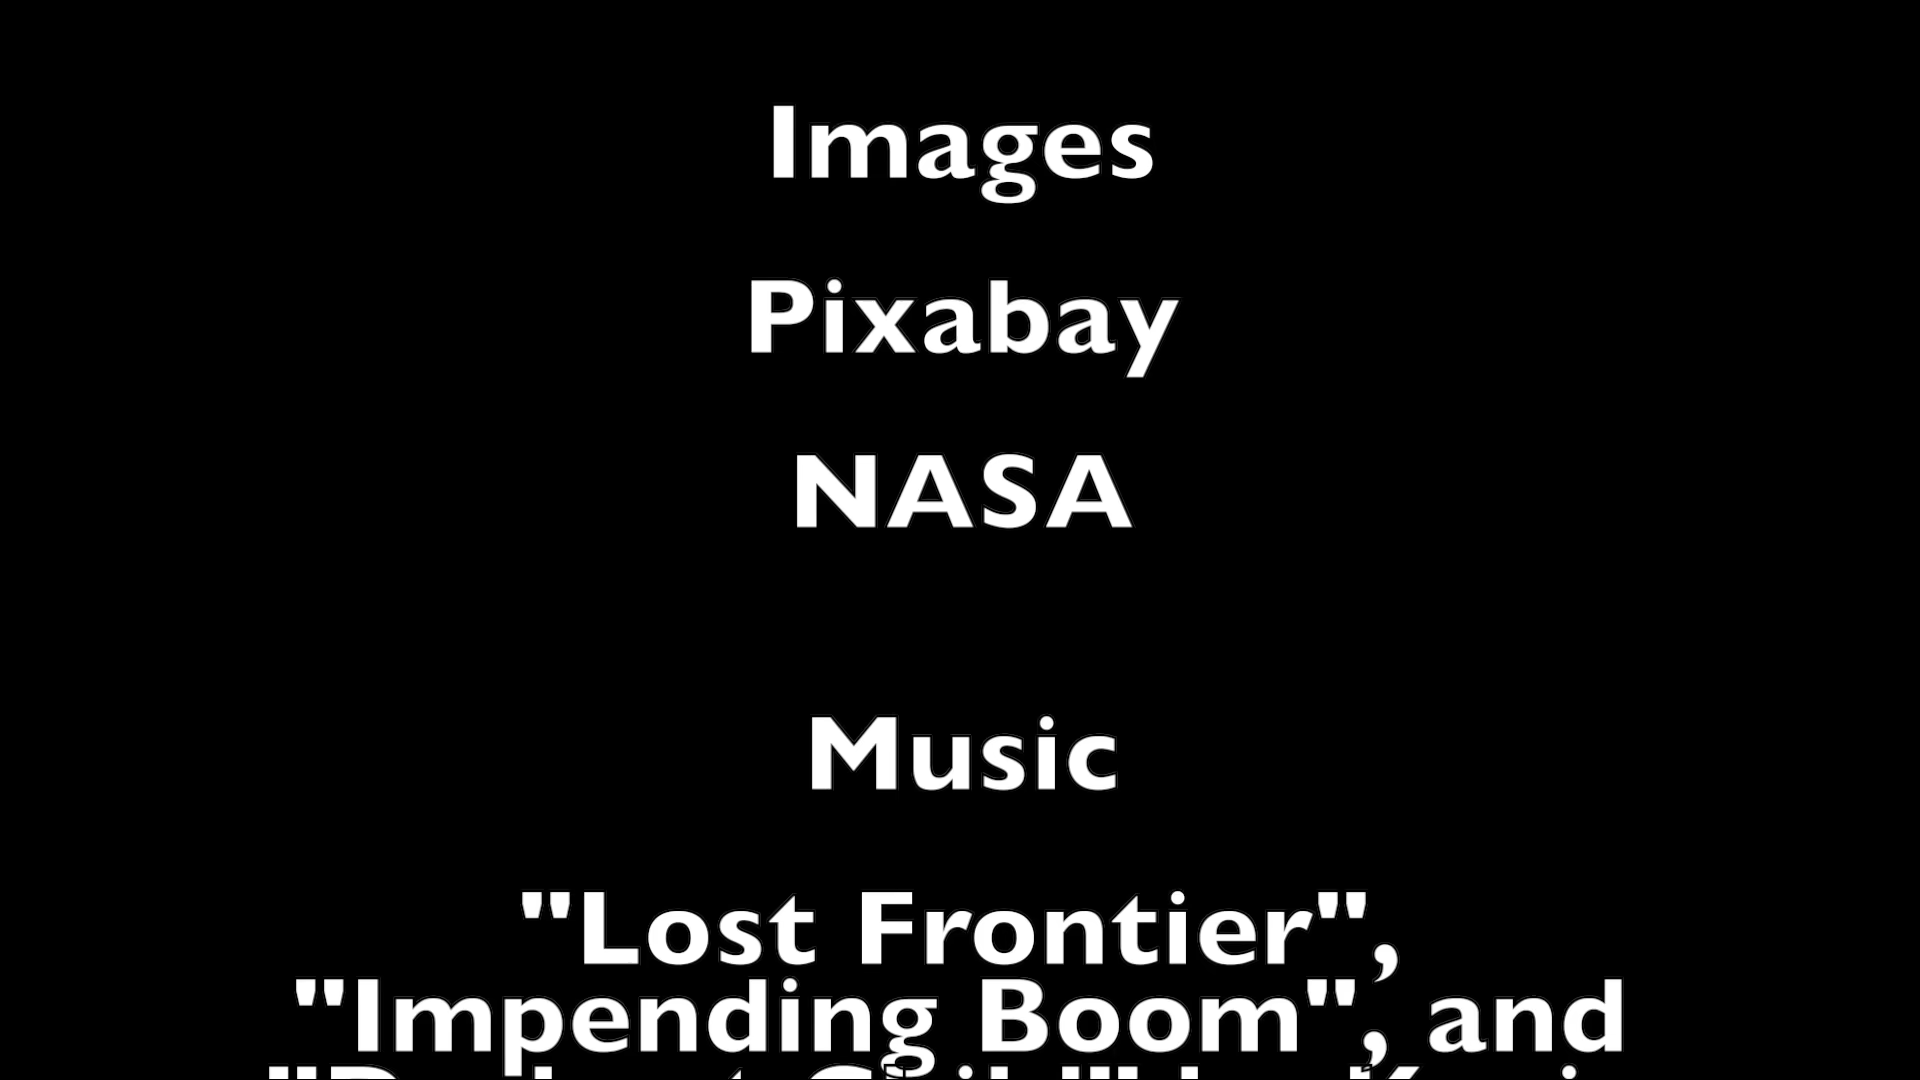 Images
Pixabay
NASA
Music
"Lost Frontier",
"Impending Boom", and